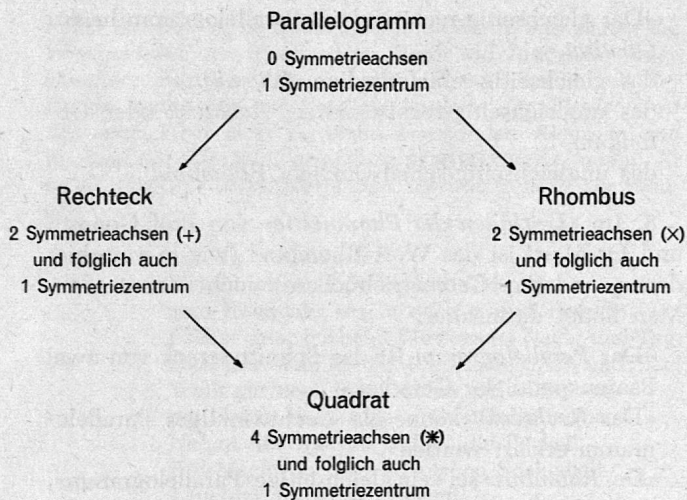 Parallelogramm
0 Symmetrieachsen
1 Symmetriezentrum
Rechteck
2 Symmetrieachsen (+)
und folglich auch
1 Symmetriezentrum
Rhombus
2 Symmetrieachsen (×)
und folglich auch
1 Symmetriezentrum
Quadrat
4 Symmetrieachsen (✳)
und folglich auch
1 Symmetriezentrum